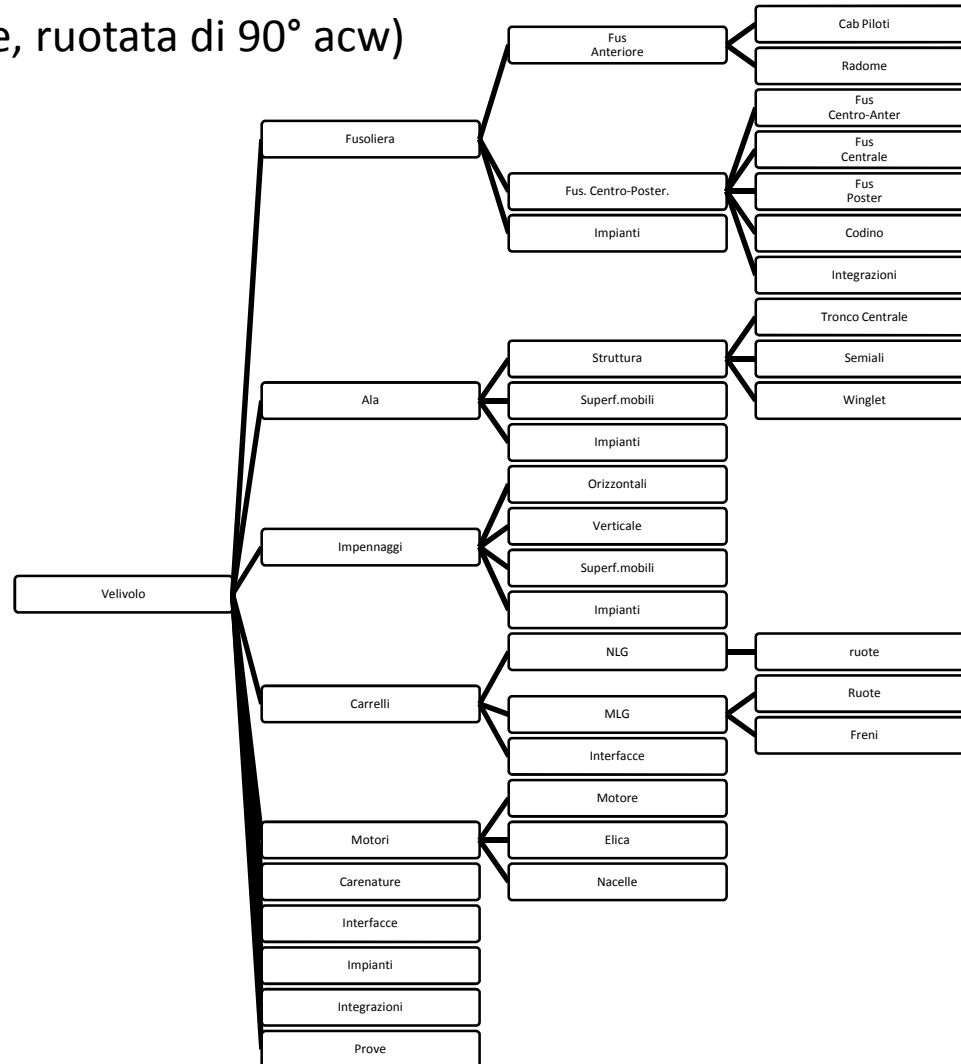 e, ruotata di 90° acw)
Velivolo
Fusoliera
Fus
Anteriore
Cab Piloti
Radome
Fus. Centro-Poster.
Fus
Centro-Anter
Fus
Centrale
Fus
Poster
Codino
Integrazioni
Impianti
Ala
Struttura
Tronco Centrale
Semiali
Winglet
Superf.mobili
Impianti
Impennaggi
Orizzontali
Verticale
Superf.mobili
Impianti
Carrelli
NLG
ruote
MLG
Ruote
Freni
Interfacce
Motori
Motore
Elica
Nacelle
Carenature
Interfacce
Impianti
Integrazioni
Prove